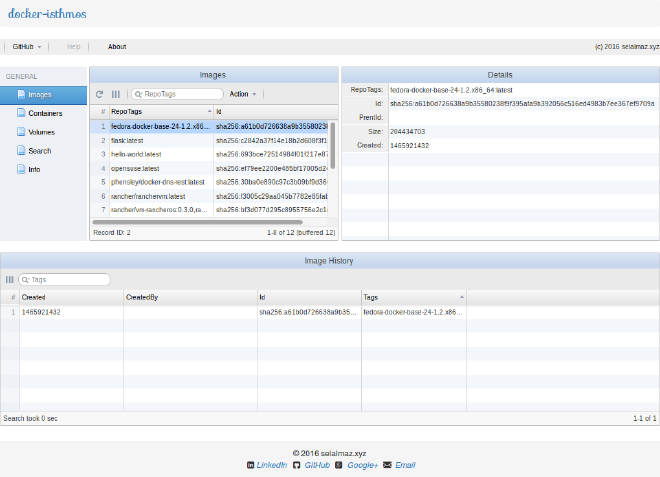 docker-isthmos
GitHub Help About (c) 2016 selalmaz.xyz
GENERAL
Images
Containers
Volumes
Search
Info
Images
RepoTags
Action
# RepoTags Id
1 fedora-docker-base-24-1.2.x86... sha256:a61b0d726638a9b35580238
2 flask:latest sha256:c2842a37f14e18b2d608f3f1
3 hello-world:latest sha256:693bce72514984f01f217e87
4 opensuse:latest sha256:ef79ee2200e485bf17005d2
5 phensley/docker-dns-rest:latest sha256:30ba0e890c97c3b09bf9d36
6 rancher/ranchervm:latest sha256:f3005c29aa045b7782e85fab
7 rancher/vm-rancheros:0.3.0,ra... sha256:bf3d077d295c8955756e2c1
Record ID: 2 1-8 of 12 (buffered 12)
Details
RepoTags: fedora-docker-base-24-1.2.x86_64:latest
Id: sha256:a61b0d726638a9b35580238f9f395afa9b392056c516ed4983b7ee367ef9709a
PrentId:
Size: 204434703
Created: 1465921432
Image History
Tags
# Created CreatedBy Id Tags
1 1465921432 sha256:a61b0d726638a9b35... fedora-docker-base-24-1.2.x86...
Search took 0 sec 1-1 of 1
© 2016 selalmaz.xyz
LinkedIn GitHub Google+ Email